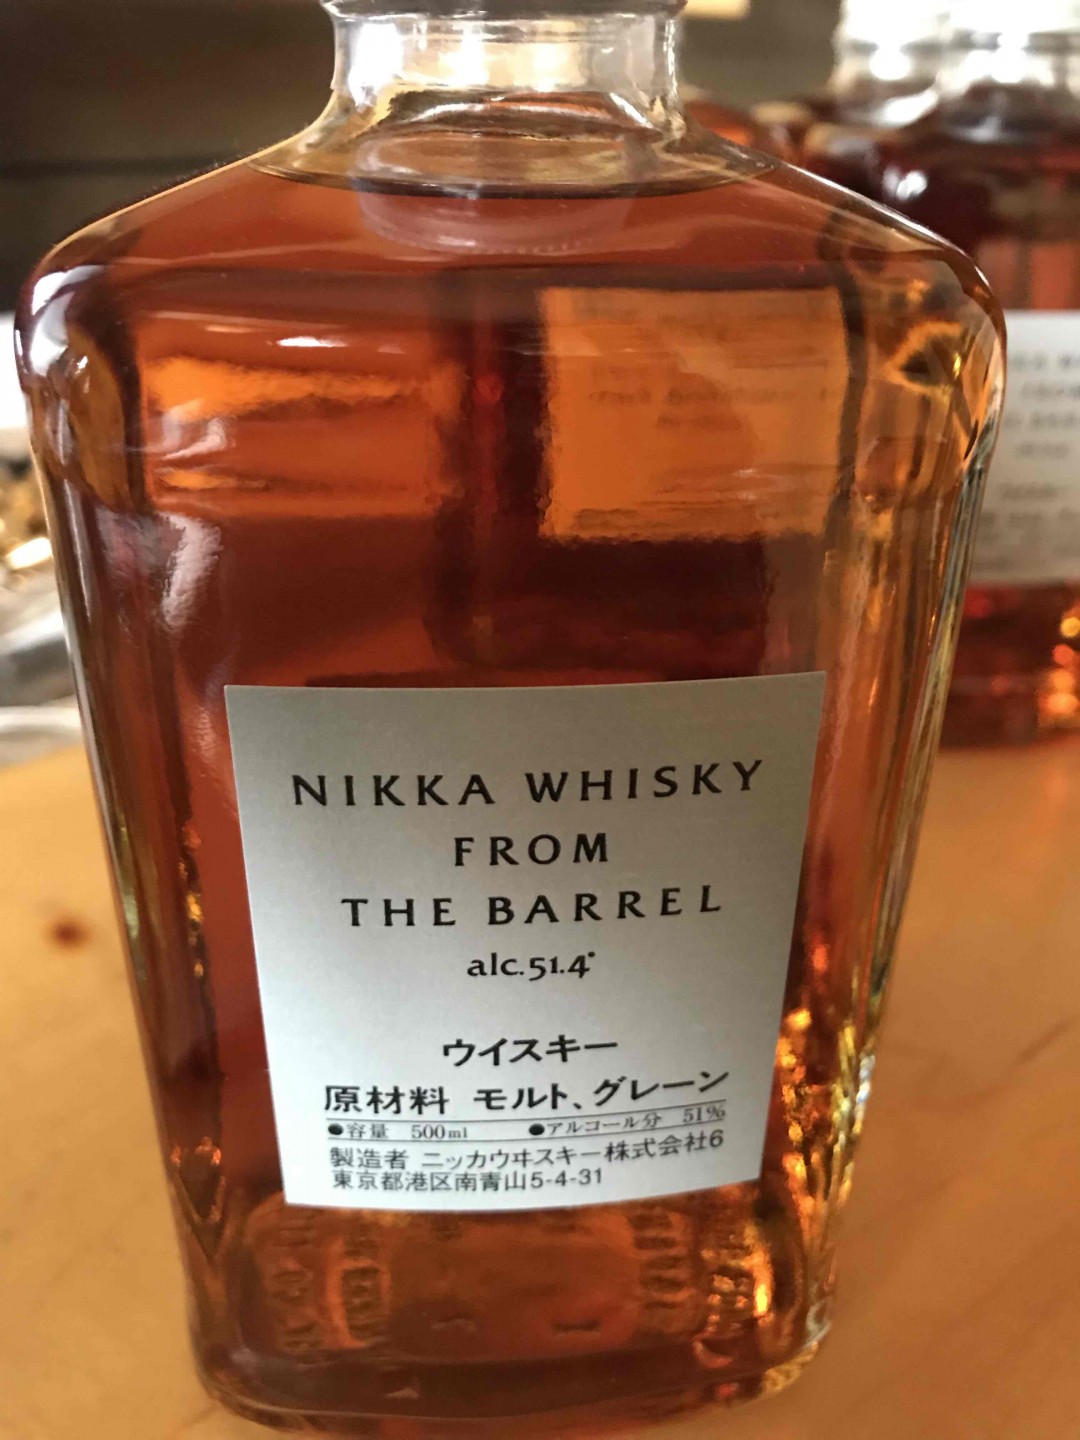 NIKKA WHISKY
FROM
THE BARREL
alc.51.4°
ウイスキー
原材料 モルト、グレーン
●容量 500ml ●アルコール分 51%
製造者 ニッカウヰスキー株式会社6
東京都港区南青山5-4-31